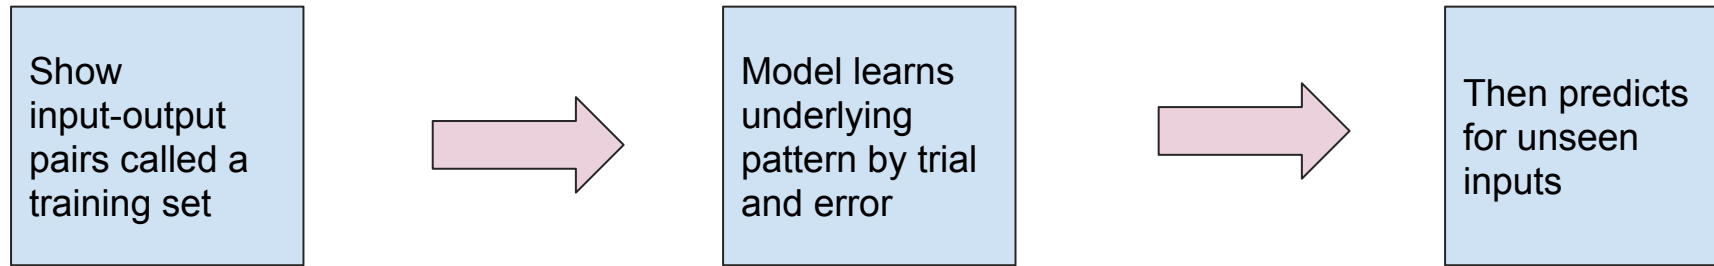 Show
input-output
pairs called a
training set
Model learns
underlying
pattern by trial
and error
Then predicts
for unseen
inputs